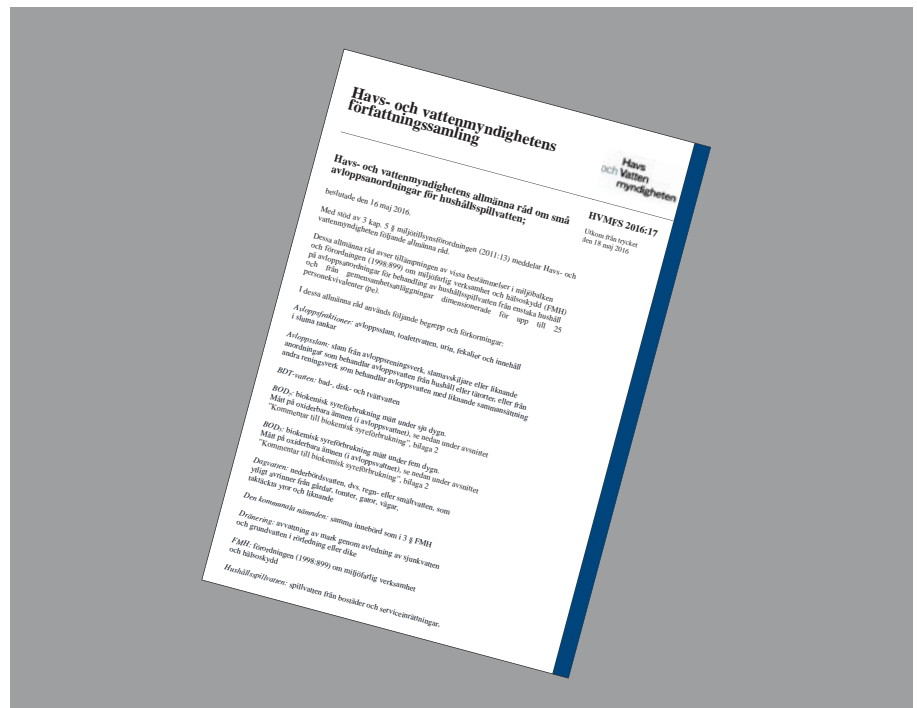 Havs- och vattenmyndighetens
författningssamling
Havs
och Vatten
myndigheten
Havs- och vattenmyndighetens allmänna råd om små
avloppsanordningar för hushållsspillvatten;
HVMFS 2016:17
Utkom från trycket
den 18 maj 2016
beslutade den 16 maj 2016.
Med stöd av 3 kap. 5 § miljötillsynsförordningen (2011:13) meddelar Havs- och
vattenmyndigheten följande allmänna råd.
Dessa allmänna råd avser tillämpningen av vissa bestämmelser i miljöbalken
och förordningen (1998:899) om miljöfarlig verksamhet och hälsoskydd (FMH)
på avloppsanordningar för behandling av hushållsspillvatten från enstaka hushåll
och från gemensamhetsanläggningar dimensionerade för upp till 25
personekvivalenter (pe).
I dessa allmänna råd används följande begrepp och förkortningar:
Avloppsfraktioner: avloppsslam, toalettvatten, urin, fekalier och innehåll
i slutna tankar
Avloppsslam: slam från avloppsreningsverk, slamavskiljare eller liknande
anordningar som behandlar avloppsvatten från hushåll eller tätorter, eller från
andra reningsverk som behandlar avloppsvatten med liknande sammansättning
BDT-vatten: bad-, disk- och tvättvatten
BOD₇: biokemisk syreförbrukning mätt under sju dygn.
Mått på oxiderbara ämnen (i avloppsvattnet), se nedan under avsnittet
"Kommentar till biokemisk syreförbrukning", bilaga 2
BOD₅: biokemisk syreförbrukning mätt under fem dygn.
Mått på oxiderbara ämnen (i avloppsvattnet), se nedan under avsnittet
"Kommentar till biokemisk syreförbrukning", bilaga 2
Dagvatten: nederbördsvatten, dvs. regn- eller smältvatten, som
ytligt avrinner från gårdar, tomter, gator, vägar,
taktäckta ytor och liknande
Den kommunala nämnden: samma innebörd som i 3 § FMH
Dränering: avvattning av mark genom avledning av sjunkvatten
och grundvatten i rörledning eller dike
FMH: förordningen (1998:899) om miljöfarlig verksamhet
och hälsoskydd
Hushållsspillvatten: spillvatten från bostäder och serviceinrättningar,